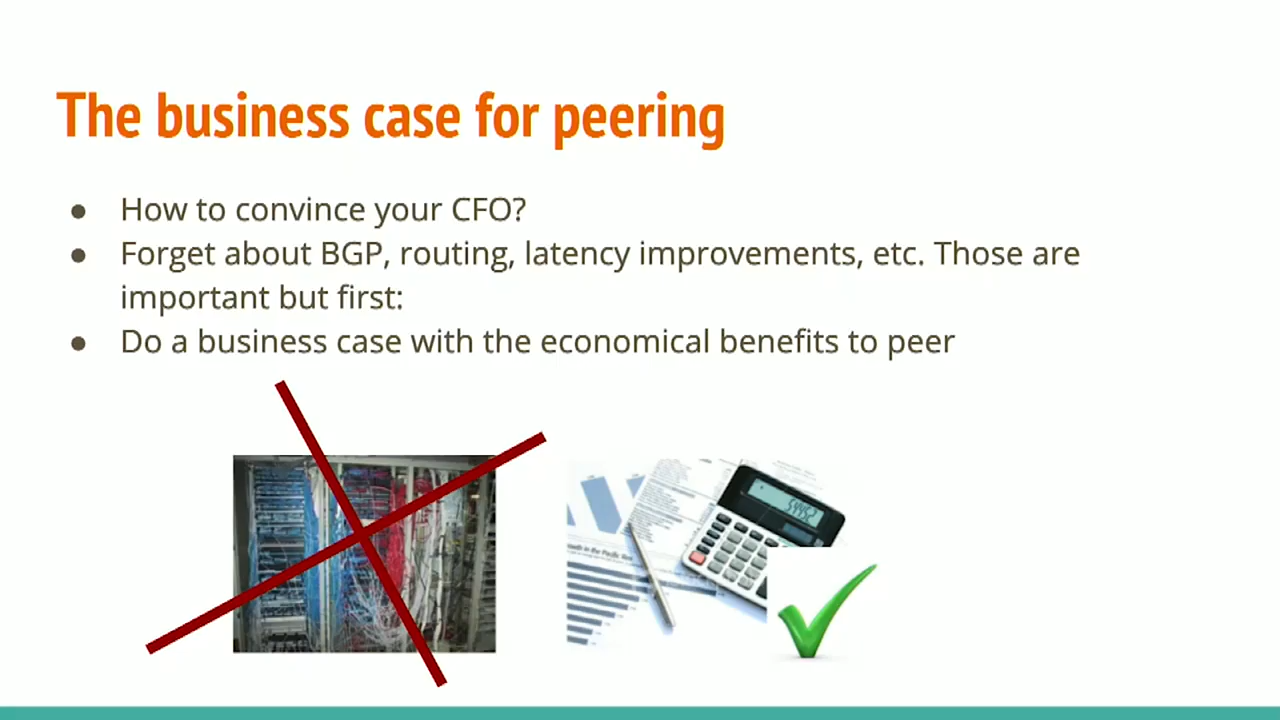 The business case for peering
● How to convince your CFO?
● Forget about BGP, routing, latency improvements, etc. Those are
important but first:
● Do a business case with the economical benefits to peer